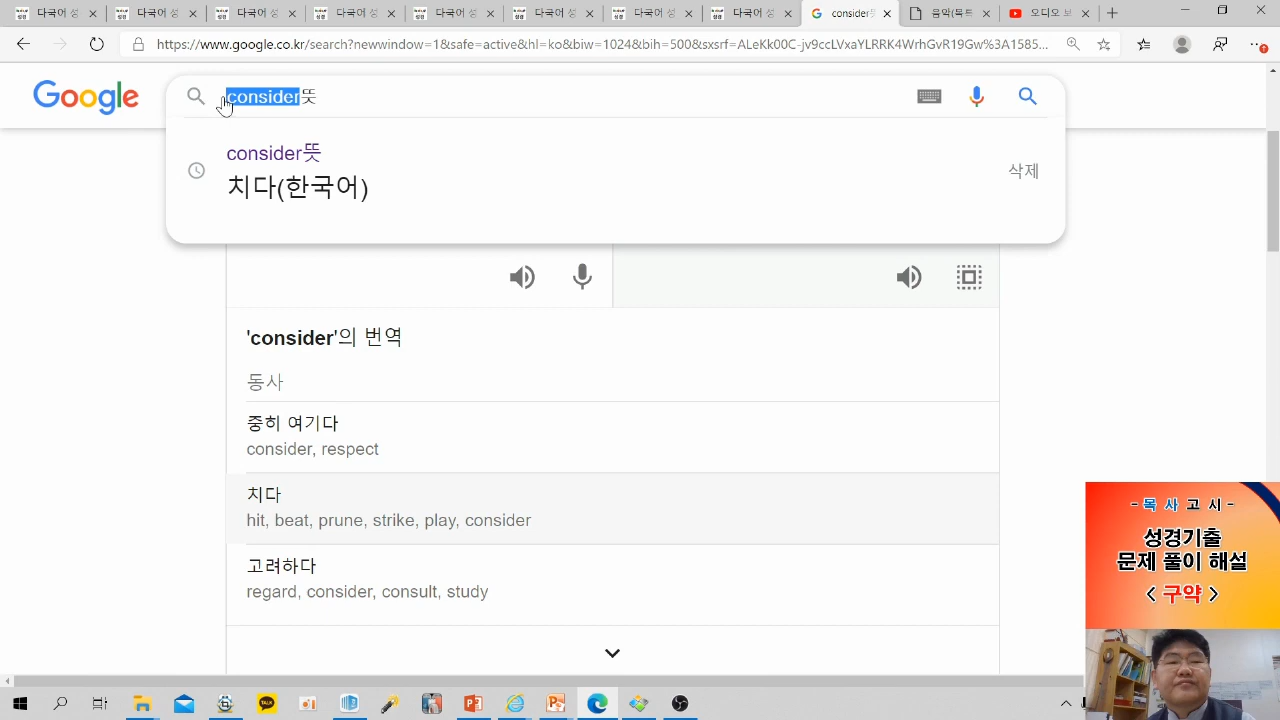 다국어 성
다국어 성
다국어 성
다국어 성
다국어 성
다국어 성
다국어 성
다국어 성
consider뜻
음악(목트
오디오 보
https://www.google.co.kr/search?newwindow=1&safe=active&hl=ko&biw=1024&bih=500&sxsrf=ALeKk00C-jv9ccLVxaYLRRK4WrhGvR19Gw%3A1585...
Google
consider뜻
consider뜻
치다(한국어)
삭제
'consider'의 번역
동사
중히 여기다
consider, respect
치다
hit, beat, prune, strike, play, consider
고려하다
regard, consider, consult, study
- 목 사 고 시 -
성경기출
문제 풀이 해설
< 구약 >
TALK